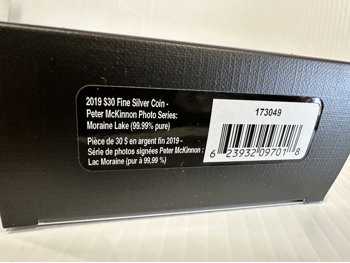 2019 $30 Fine Silver Coin -
Peter McKinnon Photo Series:
Moraine Lake (99.99% pure)
Pièce de 30 $ en argent fin 2019 -
Série de photos signées Peter McKinnon :
Lac Moraine (pur à 99,99 %)
173049
6 23932 09701 8